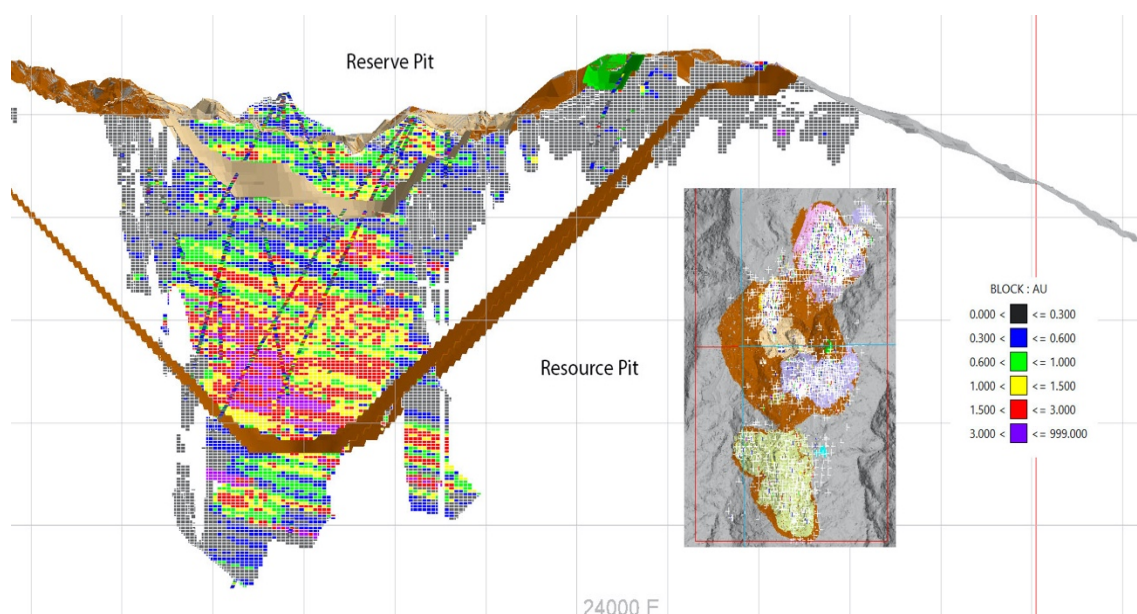 Reserve Pit
Resource Pit
BLOCK : AU
0.000 < <= 0.300
0.300 < <= 0.600
0.600 < <= 1.000
1.000 < <= 1.500
1.500 < <= 3.000
3.000 < <= 999.000
24000 E